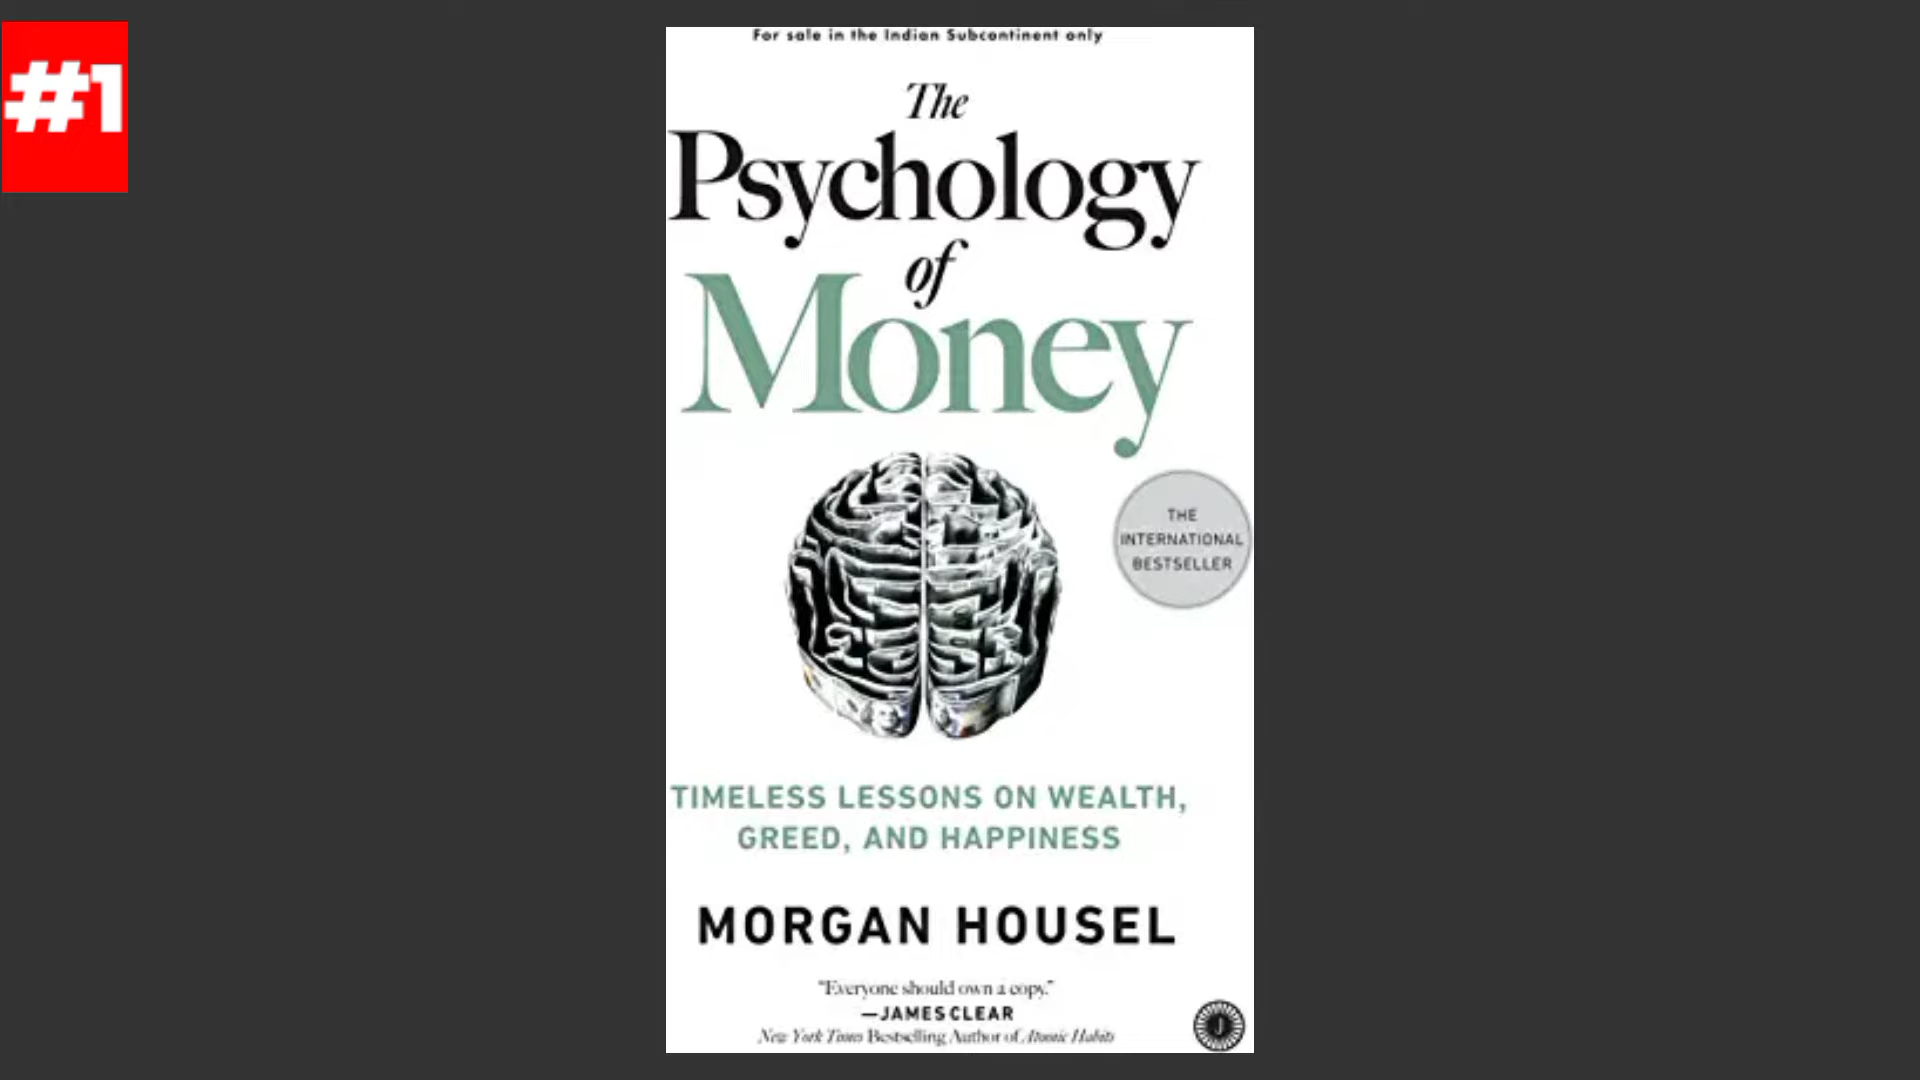 #1
For sale in the Indian Subcontinent only
The
Psychology
of
Money
THE
INTERNATIONAL
BESTSELLER
TIMELESS LESSONS ON WEALTH,
GREED, AND HAPPINESS
MORGAN HOUSEL
“Everyone should own a copy.”
—JAMES CLEAR
New York Times Bestselling Author of Atomic Habits
J